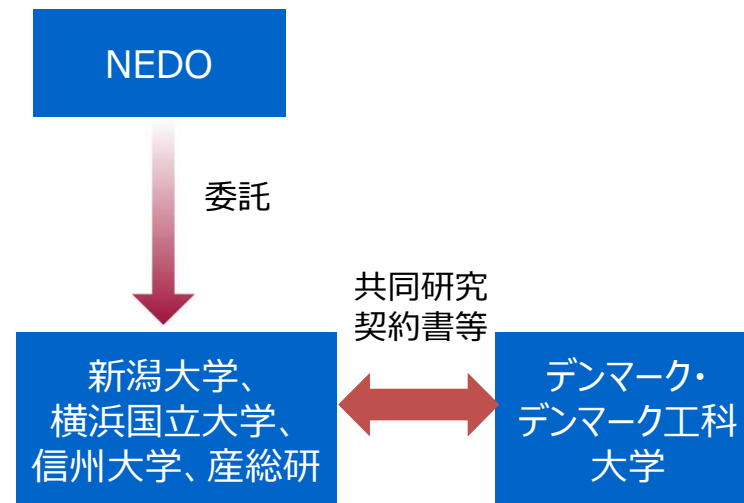 NEDO
委託
共同研究
契約書等
新潟大学、
横浜国立大学、
信州大学、産総研
デンマーク・
デンマーク工科
大学